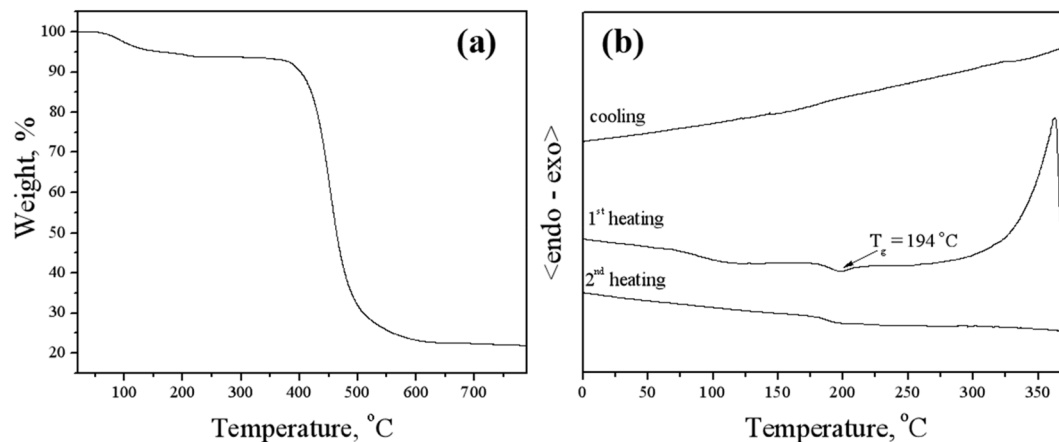 (a)
Weight, %
100
90
80
70
60
50
40
30
20
100 200 300 400 500 600 700
Temperature, °C
(b)
<endo - exo>
cooling
1st heating
Tg = 194 °C
2nd heating
0 50 100 150 200 250 300 350
Temperature, °C